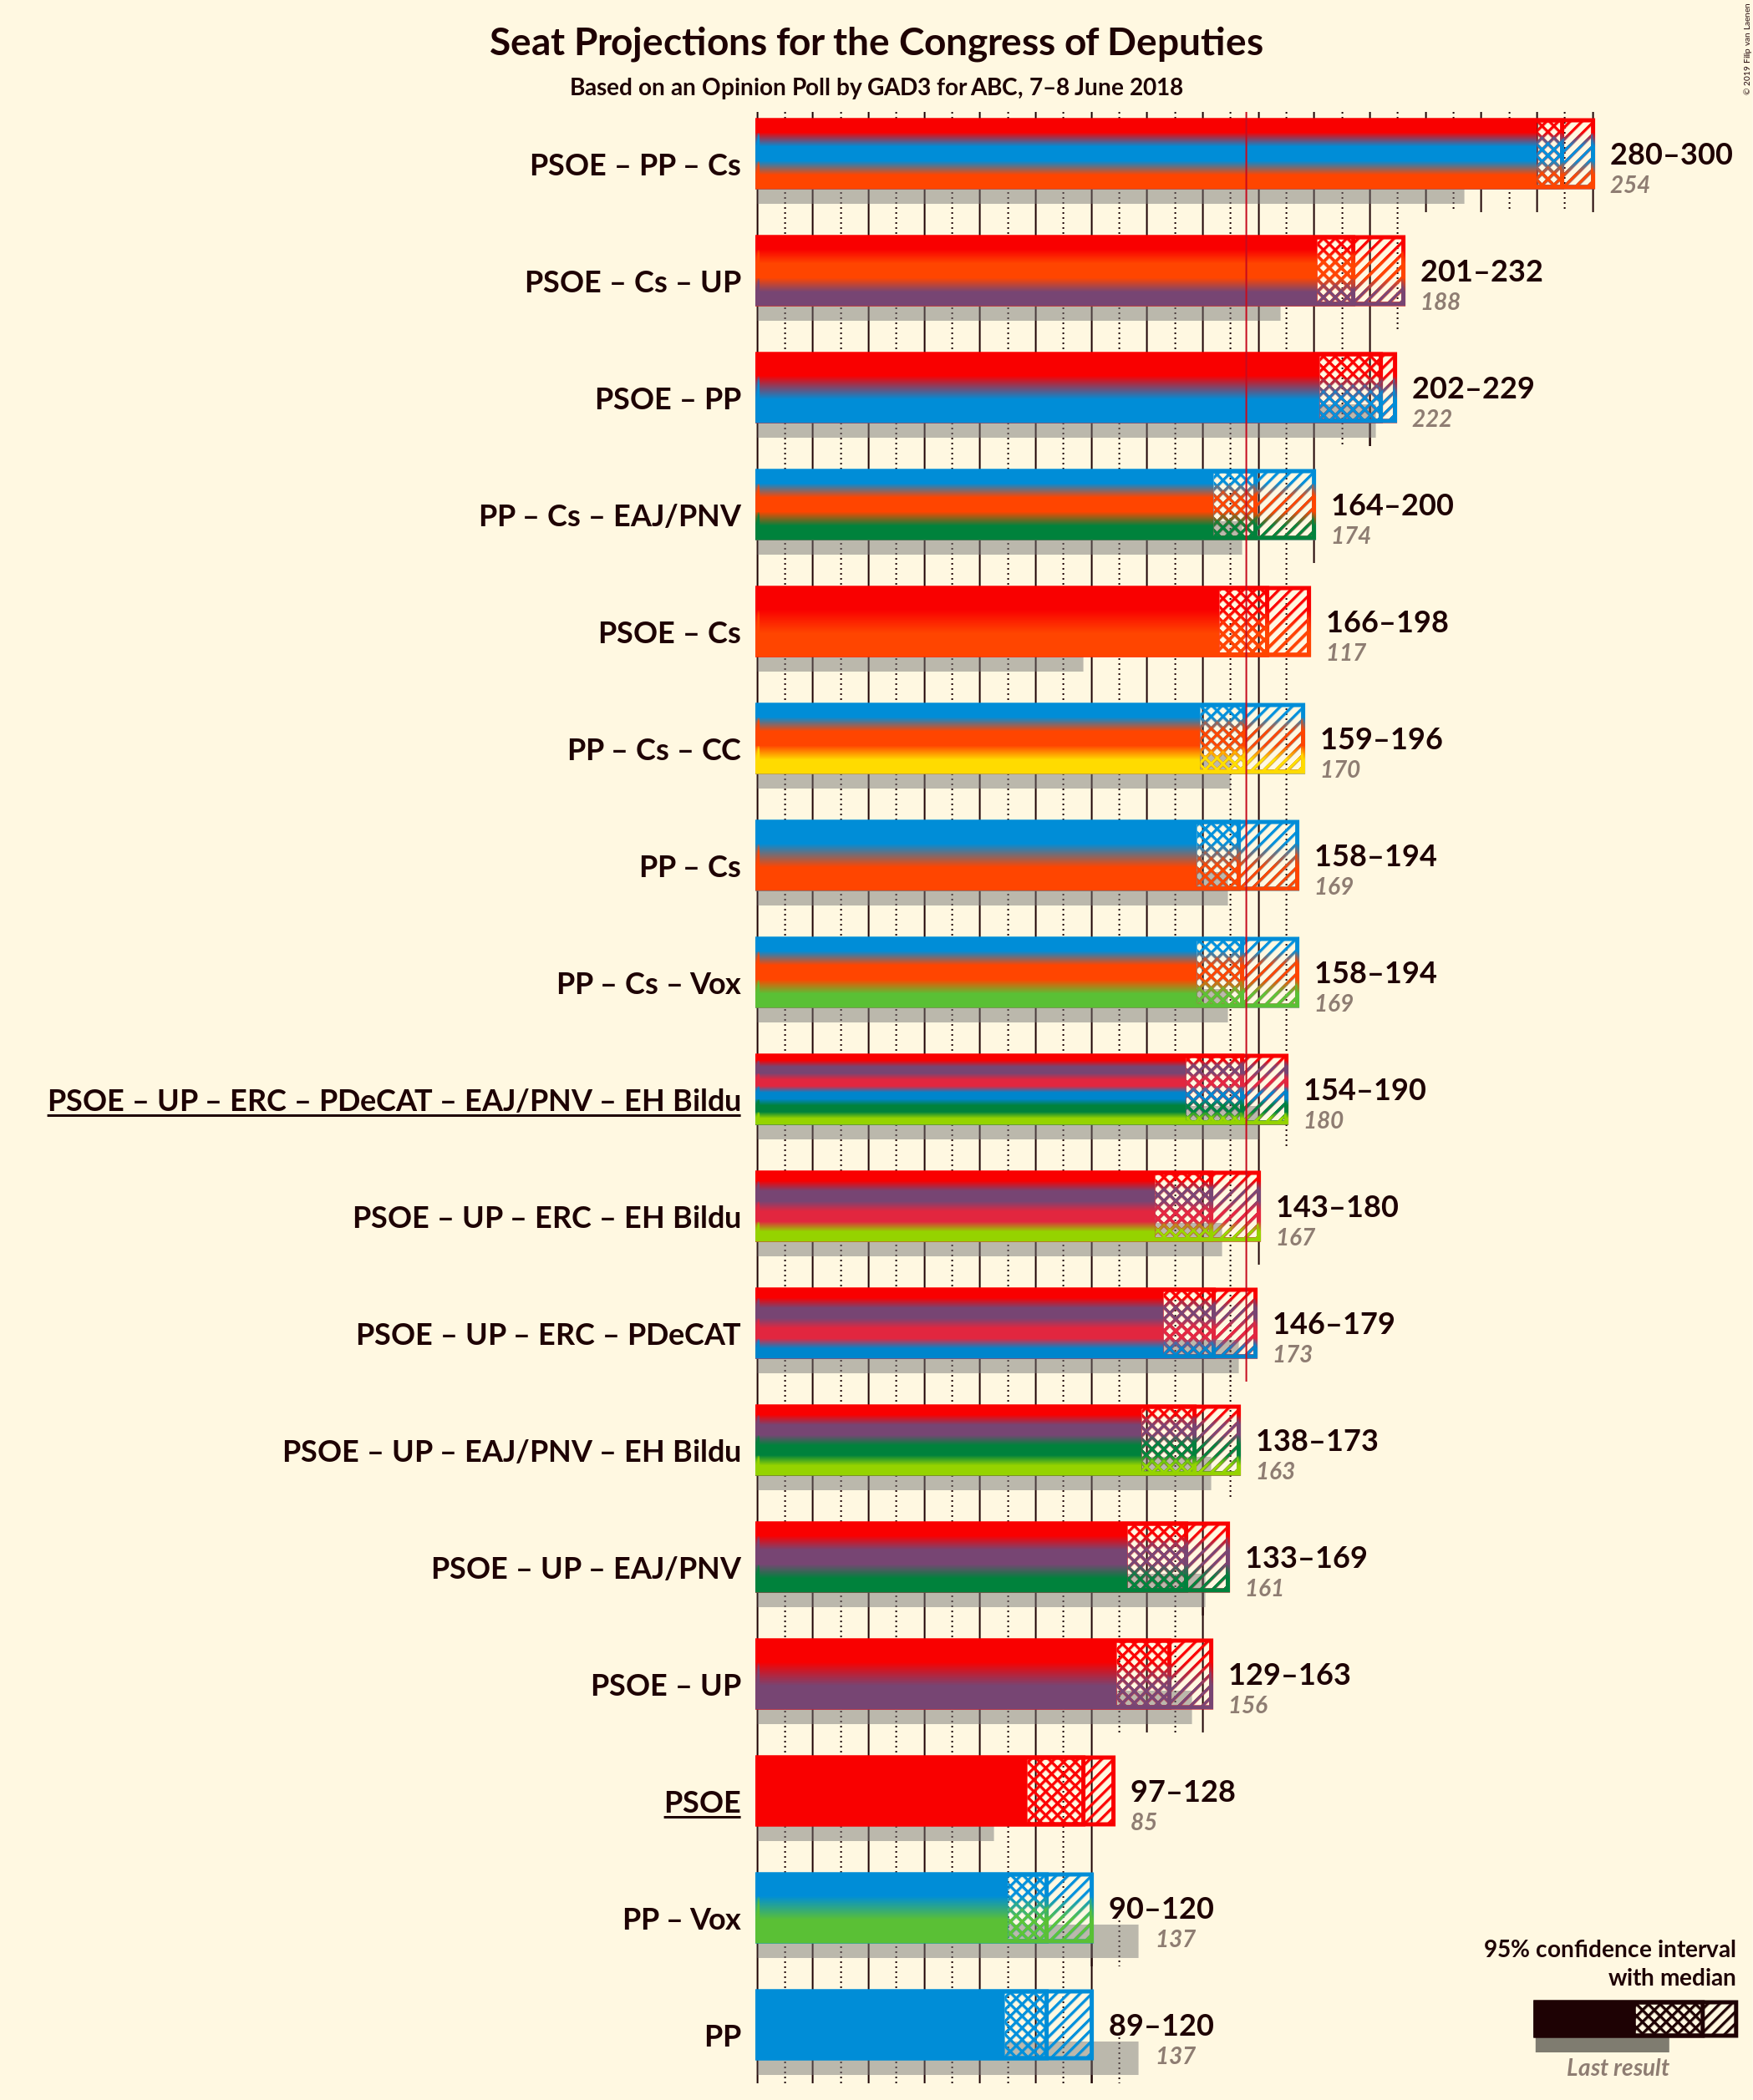 © 2019 Filip van Laenen
Seat Projections for the Congress of Deputies
Based on an Opinion Poll by GAD3 for ABC, 7–8 June 2018
PSOE – PP – Cs
280–300
254
PSOE – Cs – UP
201–232
188
PSOE – PP
202–229
222
PP – Cs – EAJ/PNV
164–200
174
PSOE – Cs
166–198
117
PP – Cs – CC
159–196
170
PP – Cs
158–194
169
PP – Cs – Vox
158–194
169
PSOE – UP – ERC – PDeCAT – EAJ/PNV – EH Bildu
154–190
180
PSOE – UP – ERC – EH Bildu
143–180
167
PSOE – UP – ERC – PDeCAT
146–179
173
PSOE – UP – EAJ/PNV – EH Bildu
138–173
163
PSOE – UP – EAJ/PNV
133–169
161
PSOE – UP
129–163
156
PSOE
97–128
85
PP – Vox
90–120
137
PP
89–120
137
95% confidence interval
with median
Last result